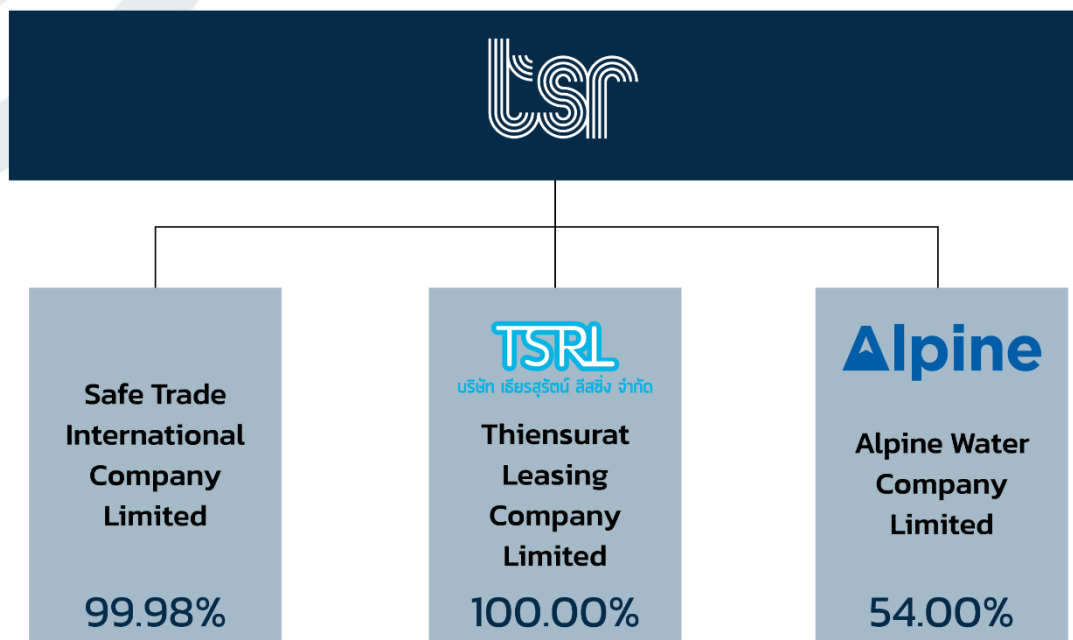 tsr
Safe Trade
International
Company
Limited
99.98%
TSRL
บริษัท เธียรสุรัตน์ ลีสซิ่ง จำกัด
Thiensurat
Leasing
Company
Limited
100.00%
Alpine
Alpine Water
Company
Limited
54.00%